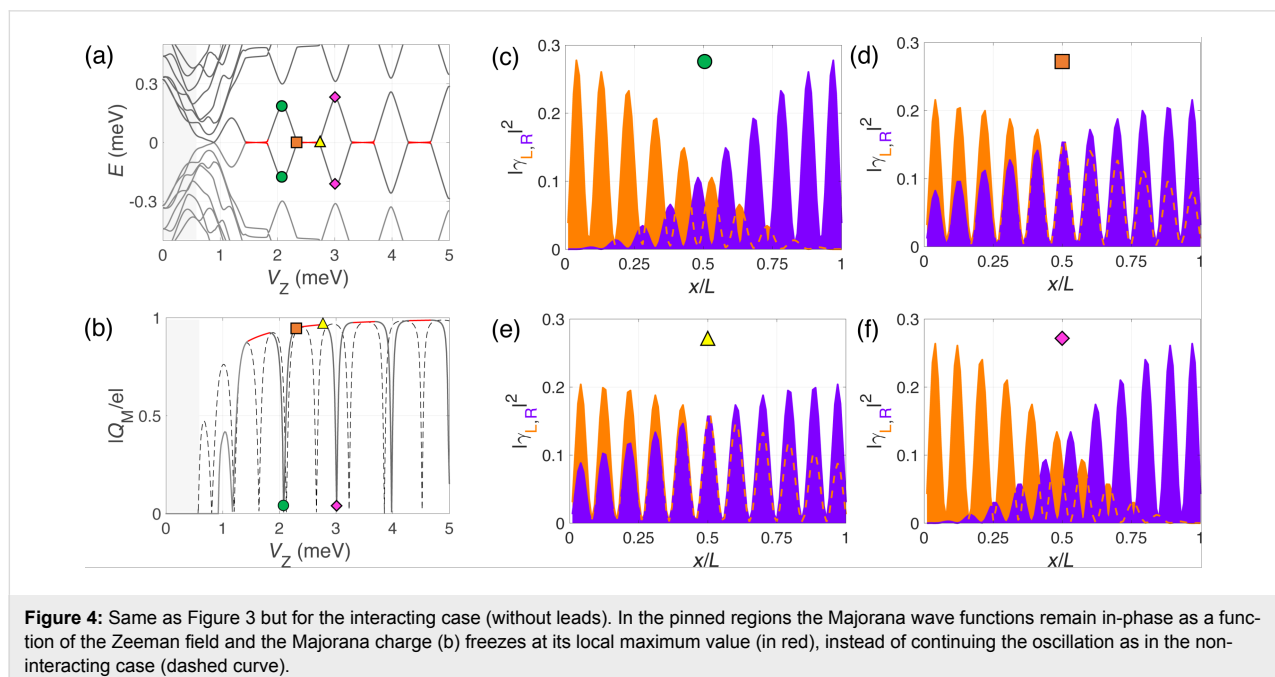 (a)
E (meV)
0.3
0
-0.3
0 1 2 3 4 5
V_Z (meV)
(b)
|Q_M/e|
1
0.5
0
0 1 2 3 4 5
V_Z (meV)
(c)
|γ_L,R|^2
0.3
0.2
0.1
0
0 0.25 0.5 0.75 1
x/L
(d)
|γ_L,R|^2
0.3
0.2
0.1
0
0 0.25 0.5 0.75 1
x/L
(e)
|γ_L,R|^2
0.3
0.2
0.1
0
0 0.25 0.5 0.75 1
x/L
(f)
|γ_L,R|^2
0.3
0.2
0.1
0
0 0.25 0.5 0.75 1
x/L
Figure 4: Same as Figure 3 but for the interacting case (without leads). In the pinned regions the Majorana wave functions remain in-phase as a func-
tion of the Zeeman field and the Majorana charge (b) freezes at its local maximum value (in red), instead of continuing the oscillation as in the non-
interacting case (dashed curve).